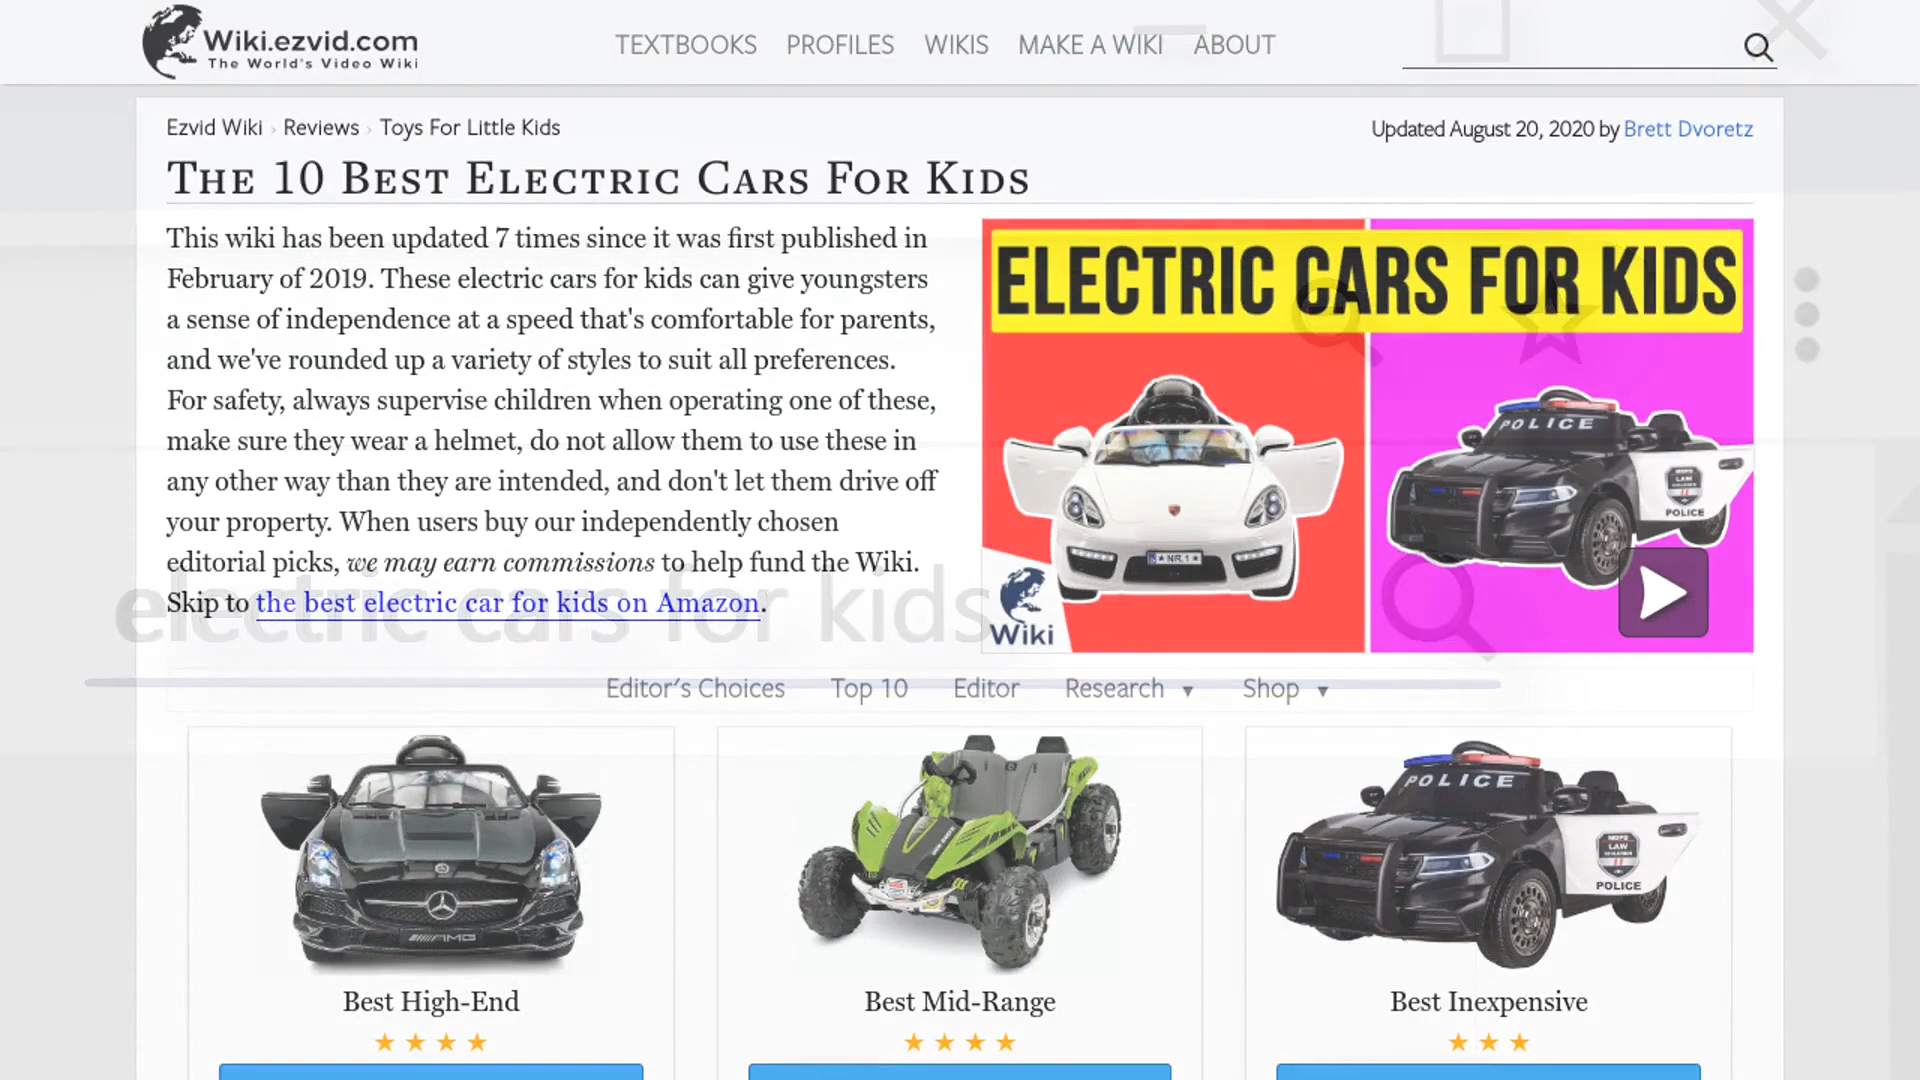 Wiki.ezvid.com
The World's Video Wiki
TEXTBOOKS PROFILES WIKIS MAKE A WIKI ABOUT
Ezvid Wiki › Reviews › Toys For Little Kids
Updated August 20, 2020 by Brett Dvoretz
The 10 Best Electric Cars For Kids
This wiki has been updated 7 times since it was first published in
February of 2019. These electric cars for kids can give youngsters
a sense of independence at a speed that's comfortable for parents,
and we've rounded up a variety of styles to suit all preferences.
For safety, always supervise children when operating one of these,
make sure they wear a helmet, do not allow them to use these in
any other way than they are intended, and don't let them drive off
your property. When users buy our independently chosen
editorial picks, we may earn commissions to help fund the Wiki.
Skip to the best electric car for kids on Amazon.
electric cars for kids
ELECTRIC CARS FOR KIDS
★ NR.1 ★
POLICE
LAW
POLICE
Wiki
Editor's Choices Top 10 Editor Research ▼ Shop ▼
AMG
POLICE
LAW
POLICE
Best High-End
★ ★ ★ ★
Best Mid-Range
★ ★ ★ ★
Best Inexpensive
★ ★ ★